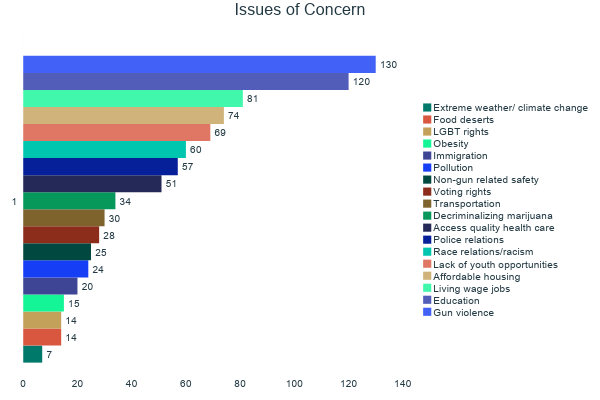 Issues of Concern
130
120
81
74
69
60
57
51
1
34
30
28
25
24
20
15
14
14
7
0 20 40 60 80 100 120 140
Extreme weather/ climate change
Food deserts
LGBT rights
Obesity
Immigration
Pollution
Non-gun related safety
Voting rights
Transportation
Decriminalizing marijuana
Access quality health care
Police relations
Race relations/racism
Lack of youth opportunities
Affordable housing
Living wage jobs
Education
Gun violence